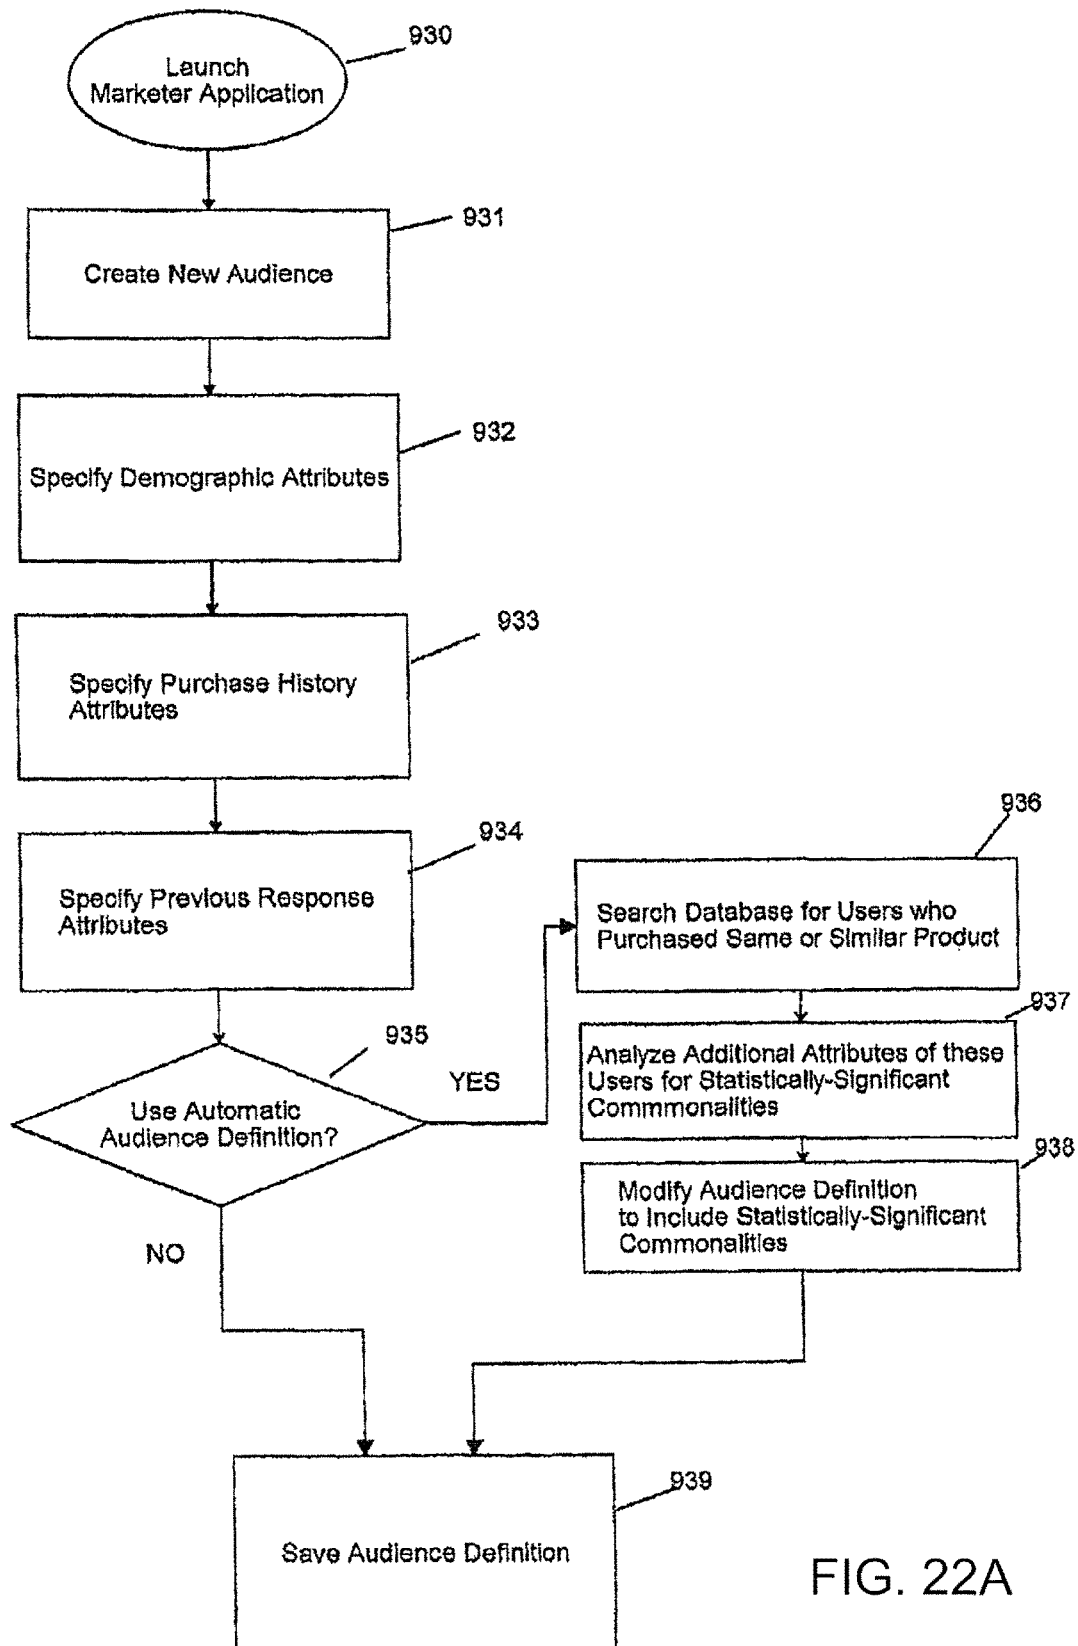 930
Launch
Marketer Application
931
Create New Audience
932
Specify Demographic Attributes
933
Specify Purchase History
Attributes
934
Specify Previous Response
Attributes
935
Use Automatic
Audience Definition?
YES
NO
936
Search Database for Users who
Purchased Same or Similar Product
937
Analyze Additional Attributes of these
Users for Statistically-Significant
Commmonalities
938
Modify Audience Definition
to Include Statistically-Significant
Commonalities
939
Save Audience Definition
FIG. 22A